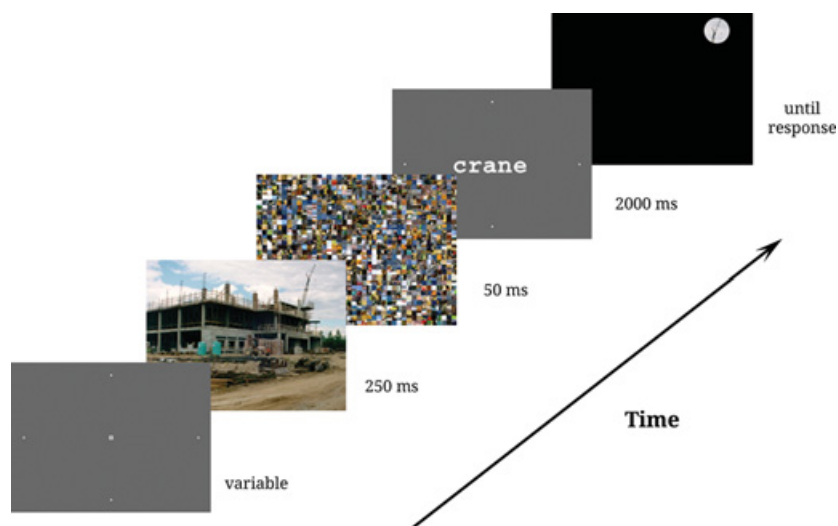 until
response
crane
2000 ms
50 ms
250 ms
Time
variable